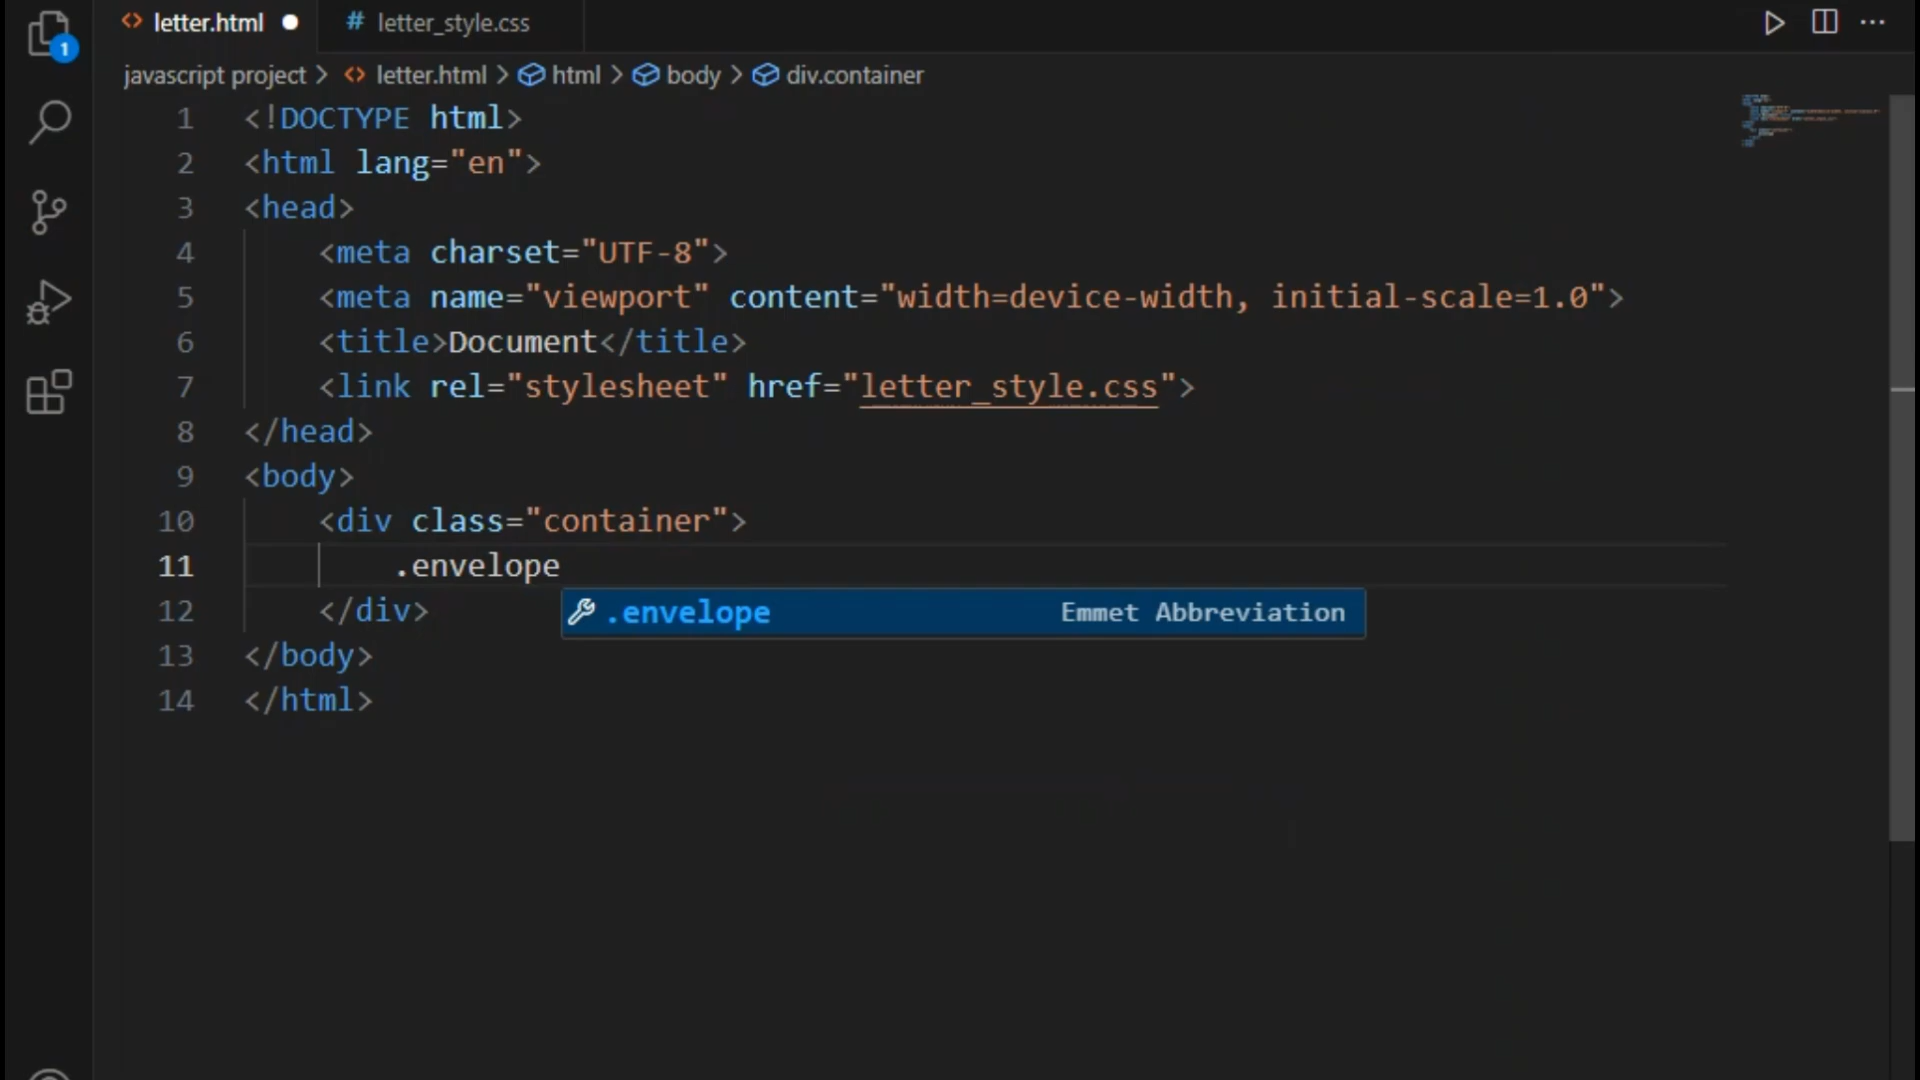 letter.html
letter_style.css
1
javascript project > letter.html > html > body > div.container
1 <!DOCTYPE html>
2 <html lang="en">
3 <head>
4 <meta charset="UTF-8">
5 <meta name="viewport" content="width=device-width, initial-scale=1.0">
6 <title>Document</title>
7 <link rel="stylesheet" href="letter_style.css">
8 </head>
9 <body>
10 <div class="container">
11 .envelope
12 </div>
.envelope Emmet Abbreviation
13 </body>
14 </html>